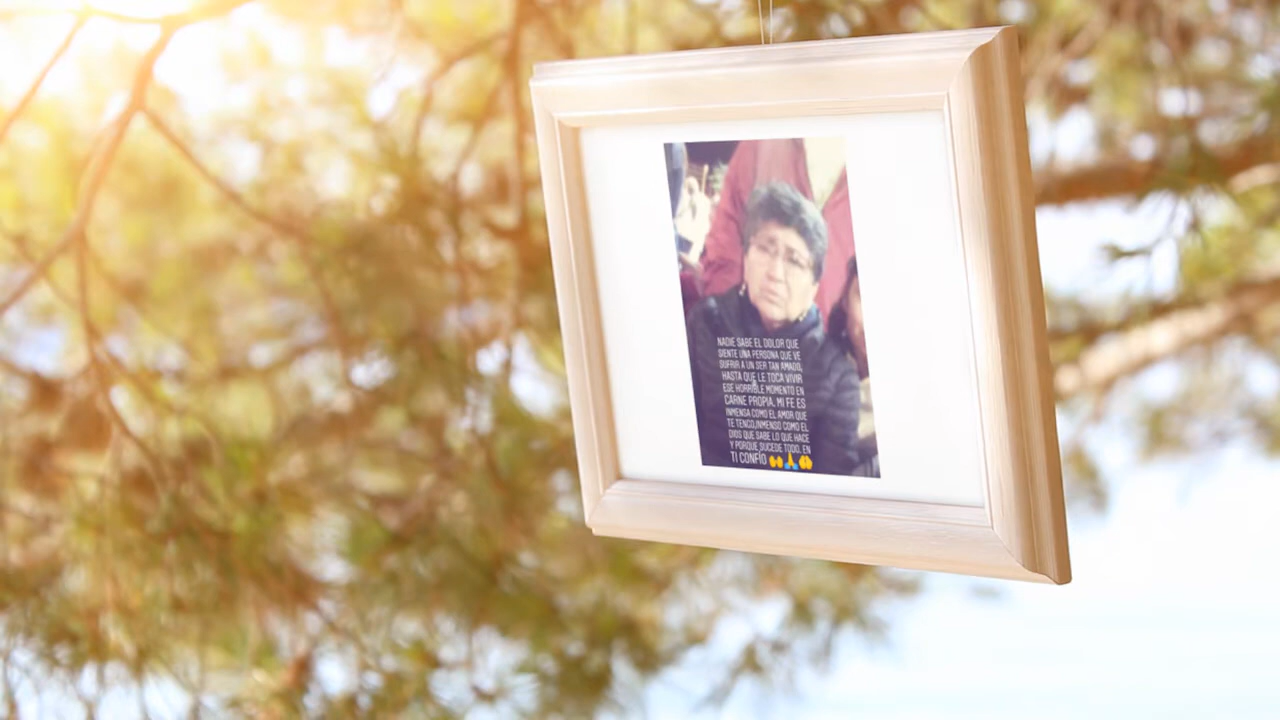 NADIE SABE EL DOLOR QUE
SIENTE UNA PERSONA QUE VE
SUFRIR A UN SER TAN AMADO,
HASTA QUE LE TOCA VIVIR
ESE HORRIBLE MOMENTO EN
CARNE PROPIA, MI FE ES
INMENSA COMO EL AMOR QUE
TE TENGO,INMENSO COMO EL
DIOS QUE SABE LO QUE HACE
Y PORQUE SUCEDE TODO, EN
TI CONFÍO 👐🙏🤲